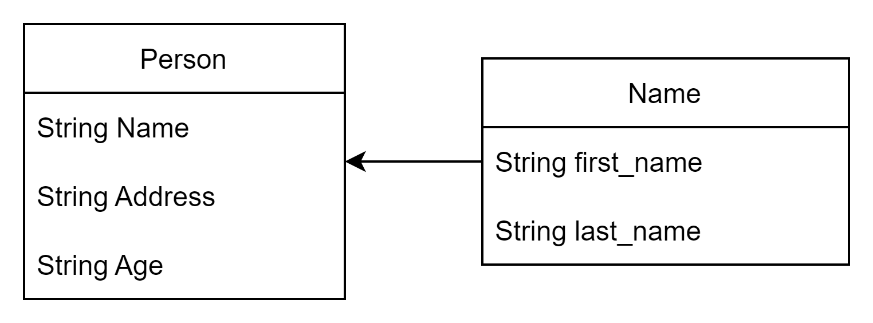 Person
String Name
String Address
String Age
Name
String first_name
String last_name